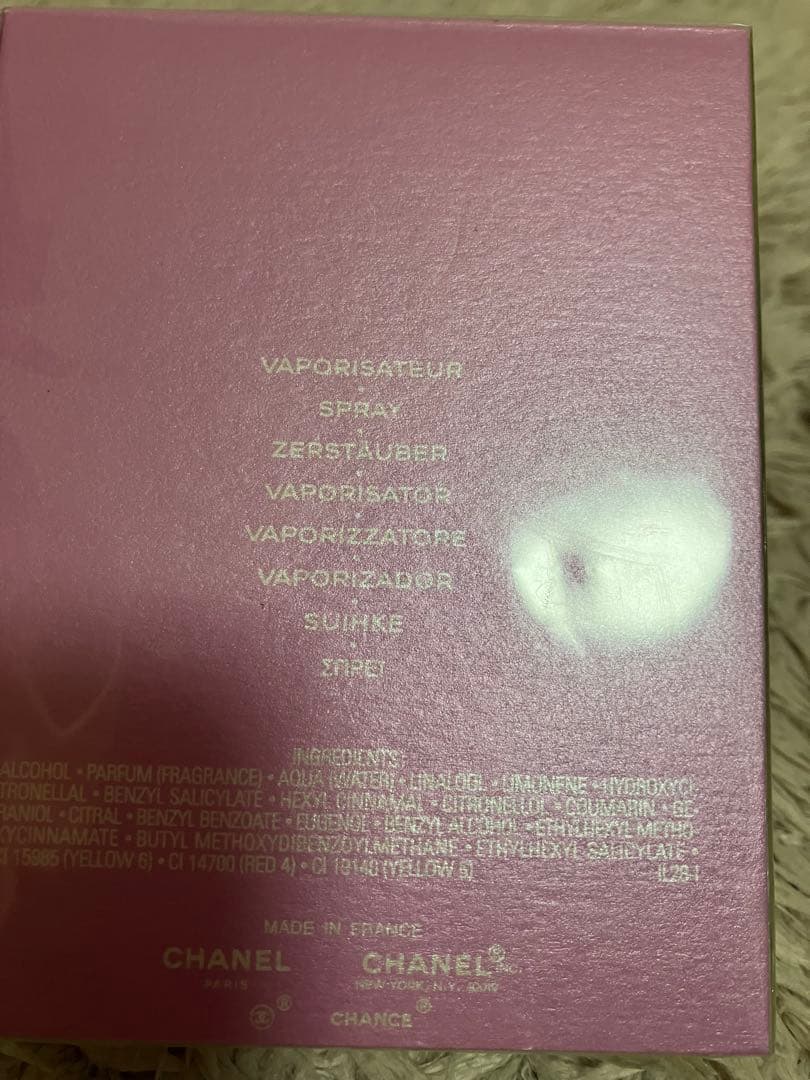 VAPORISATEUR
•
SPRAY
•
ZERSTÄUBER
•
VAPORISATOR
•
VAPORIZZATORE
•
VAPORIZADOR
•
SUIHKE
•
ΣΠΡΕΪ
INGREDIENTS:
ALCOHOL • PARFUM (FRAGRANCE) • AQUA (WATER) • LINALOOL • LIMONENE • HYDROXYCI
TRONELLAL • BENZYL SALICYLATE • HEXYL CINNAMAL • CITRONELLOL • COUMARIN • GE
RANIOL • CITRAL • BENZYL BENZOATE • EUGENOL • BENZYL ALCOHOL • ETHYLHEXYL METHO
XYCINNAMATE • BUTYL METHOXYDIBENZOYLMETHANE • ETHYLHEXYL SALICYLATE •
CI 15985 (YELLOW 6) • CI 14700 (RED 4) • CI 19140 (YELLOW 5)
MADE IN FRANCE
CHANEL CHANEL® INC.
PARIS NEW-YORK, N.Y. 10019
® CHANCE®